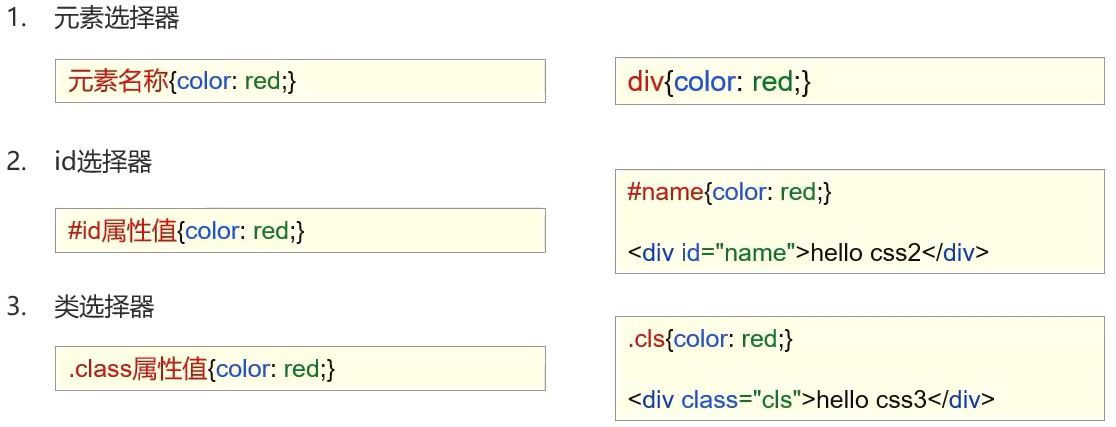 1. 元素选择器
元素名称{color: red;}
div{color: red;}
2. id选择器
#id属性值{color: red;}
#name{color: red;}
<div id="name">hello css2</div>
3. 类选择器
.class属性值{color: red;}
.cls{color: red;}
<div class="cls">hello css3</div>